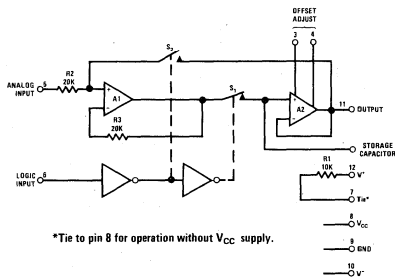 OFFSET
ADJUST
3 4
S₂
ANALOG
INPUT
5
R2
20K
A1
R3
20K
S₁
A2
11
OUTPUT
STORAGE
CAPACITOR
LOGIC
INPUT
6
R1
10K
12
V⁺
7
Tie*
8
VCC
9
GND
10
V⁻
*Tie to pin 8 for operation without VCC supply.